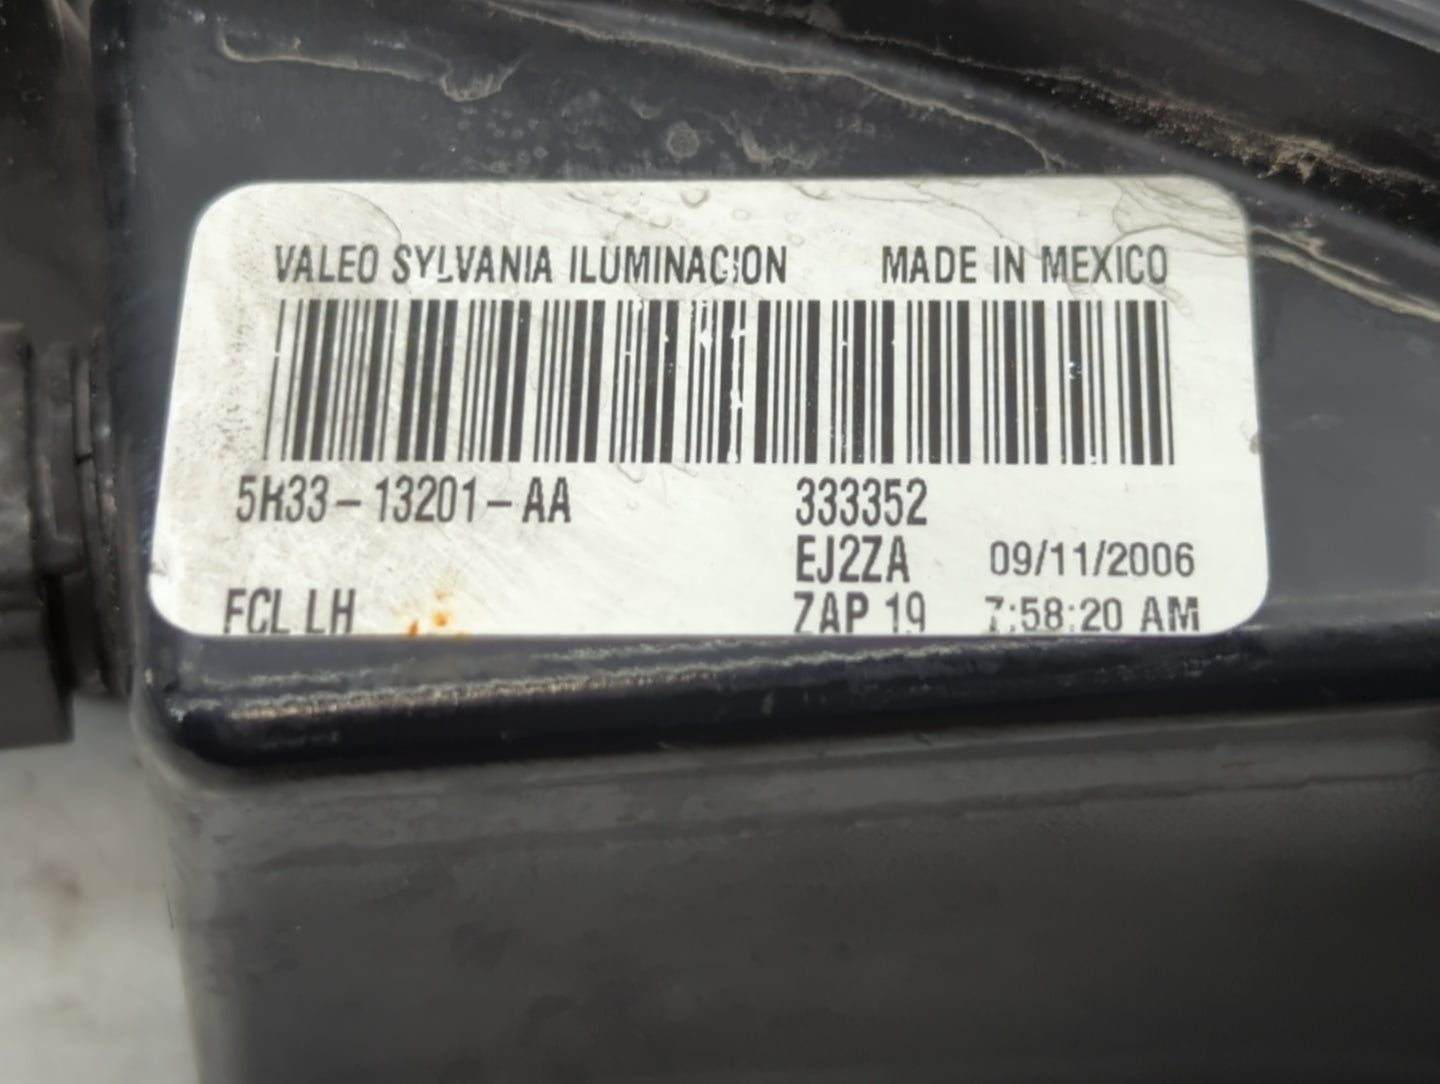 VALEO SYLVANIA ILUMINACION MADE IN MEXICO
5H33-13201-AA 333352
EJ2ZA 09/11/2006
FCL LH ZAP 19 7:58:20 AM